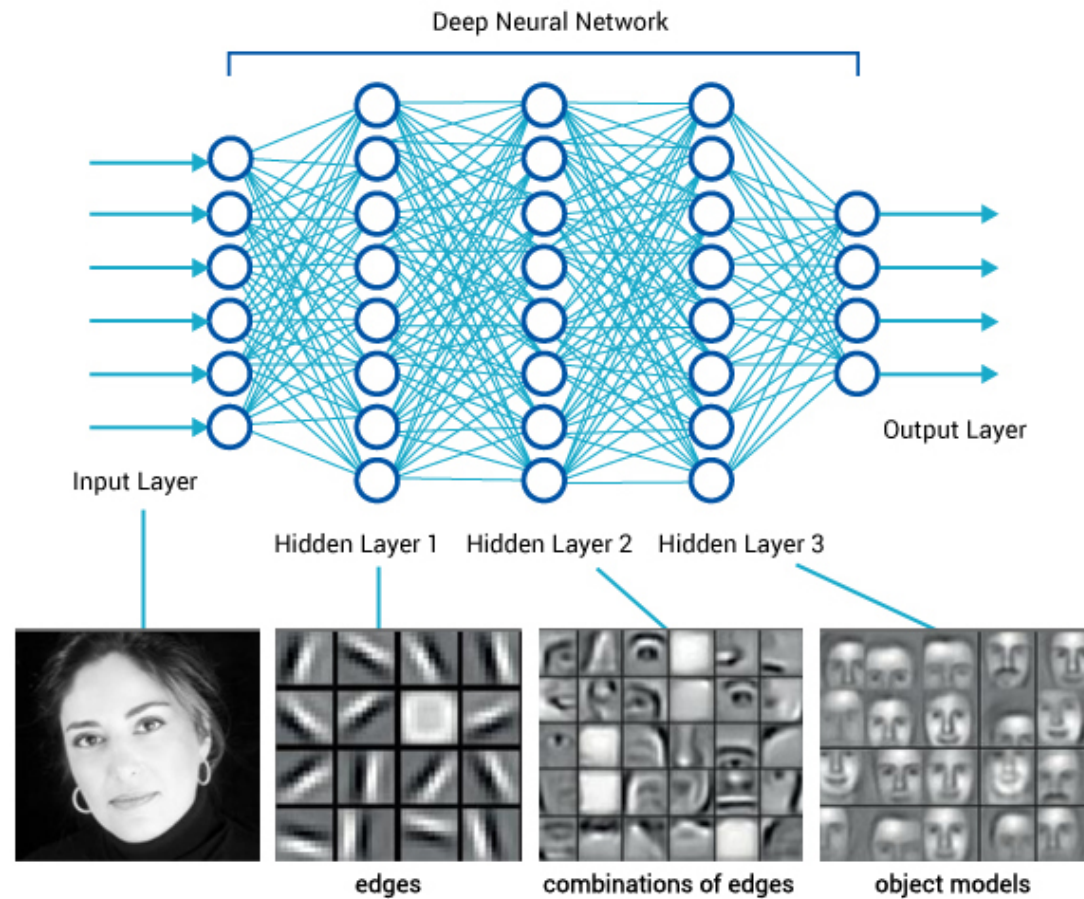 Deep Neural Network
Output Layer
Input Layer
Hidden Layer 1
Hidden Layer 2
Hidden Layer 3
edges
combinations of edges
object models